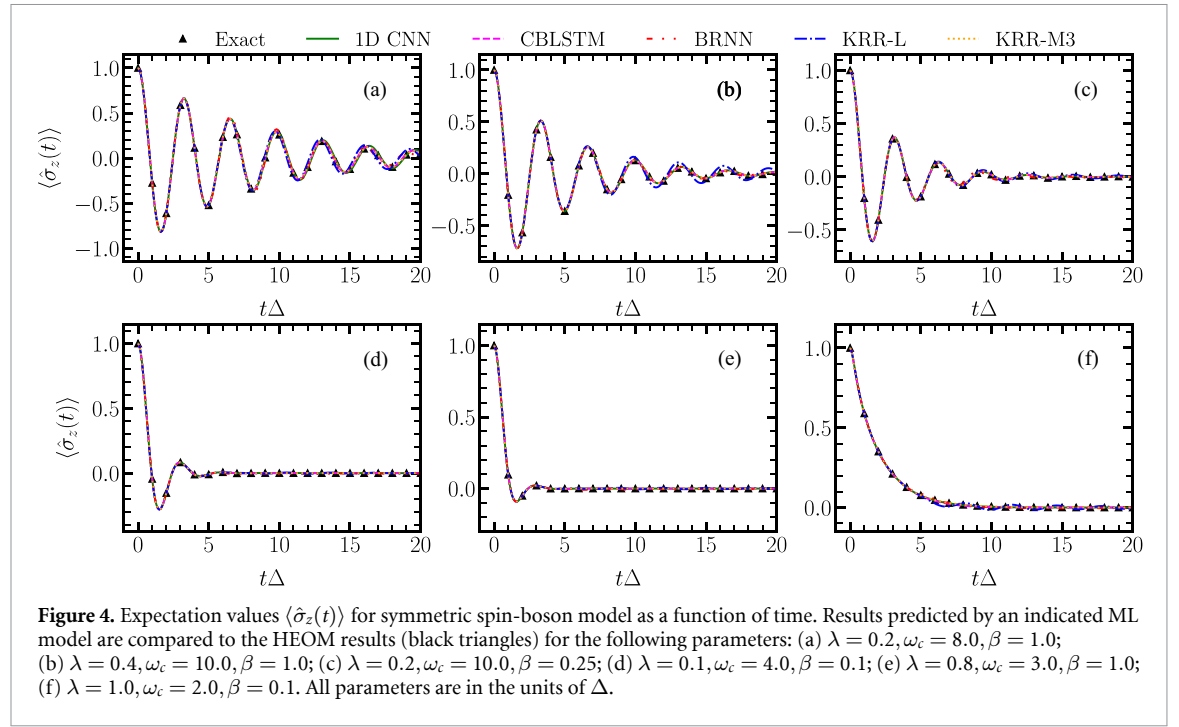 Exact 1D CNN CBLSTM BRNN KRR-L KRR-M3
(a) (b) (c)
1.0 0.5 0.0 −0.5 −1.0
1.0 0.5 0.0 −0.5
1.0 0.5 0.0 −0.5
⟨σ̂z(t)⟩
0 5 10 15 20
0 5 10 15 20
0 5 10 15 20
tΔ tΔ tΔ
(d) (e) (f)
1.0 0.5 0.0
1.0 0.5 0.0
1.0 0.5 0.0
⟨σ̂z(t)⟩
0 5 10 15 20
0 5 10 15 20
0 5 10 15 20
tΔ tΔ tΔ
Figure 4. Expectation values ⟨σ̂z(t)⟩ for symmetric spin-boson model as a function of time. Results predicted by an indicated ML
model are compared to the HEOM results (black triangles) for the following parameters: (a) λ = 0.2, ωc = 8.0, β = 1.0;
(b) λ = 0.4, ωc = 10.0, β = 1.0; (c) λ = 0.2, ωc = 10.0, β = 0.25; (d) λ = 0.1, ωc = 4.0, β = 0.1; (e) λ = 0.8, ωc = 3.0, β = 1.0;
(f) λ = 1.0, ωc = 2.0, β = 0.1. All parameters are in the units of Δ.